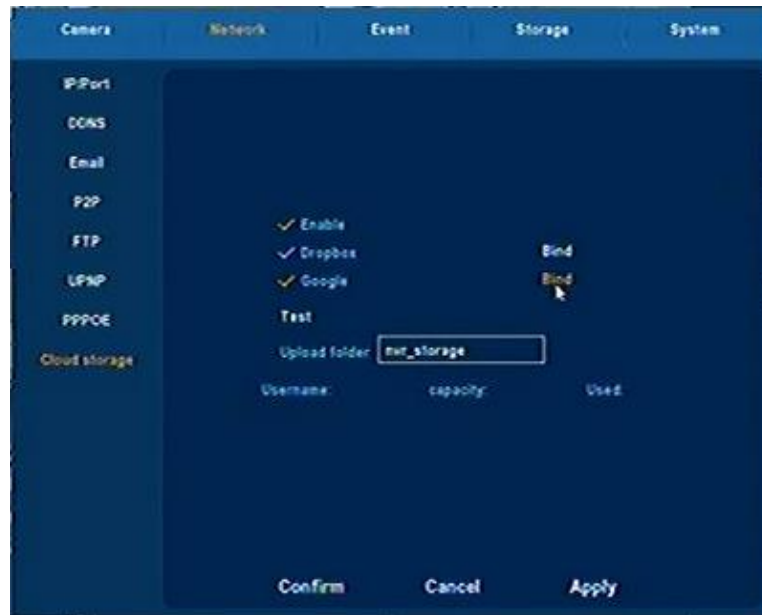 Camera Network Event Storage System
IP/Port
DDNS
Email
P2P
FTP
UPNP
PPPOE
Cloud storage
Enable
Dropbox Bind
Google Bind
Test
Upload folder nvr_storage
Username: capacity: Used:
Confirm Cancel Apply